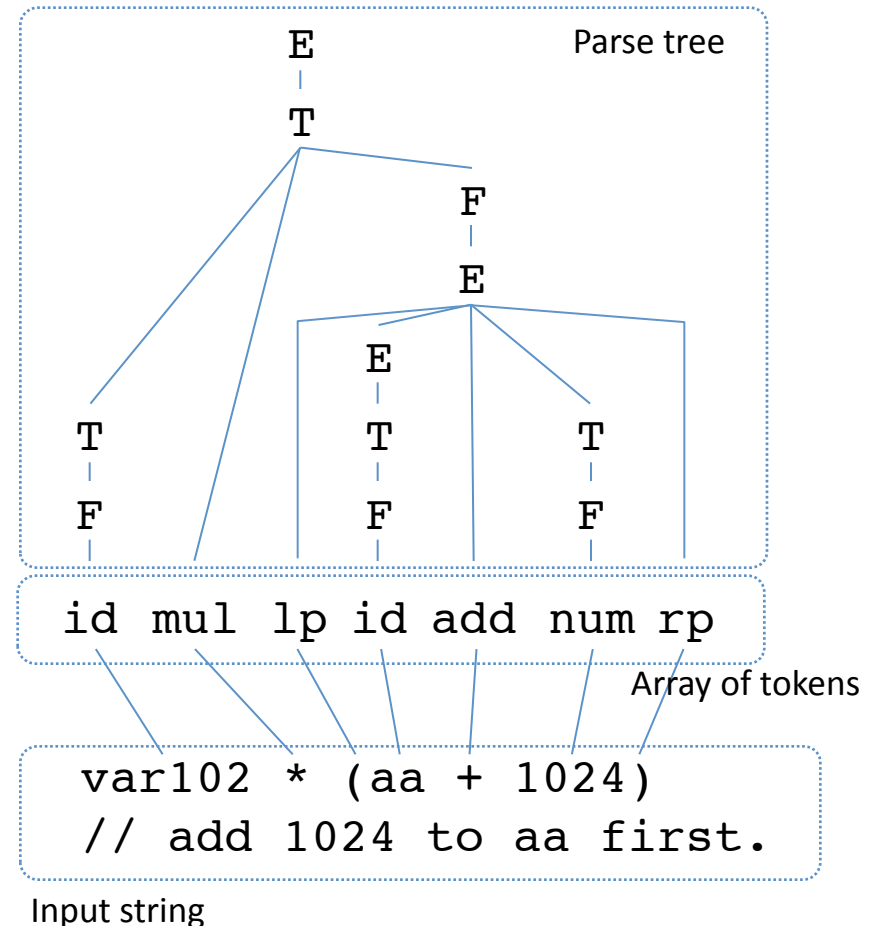 E
Parse tree
T
F
E
E
T T T
F F F
id mul lp id add num rp
Array of tokens
var102 * (aa + 1024)
// add 1024 to aa first.
Input string